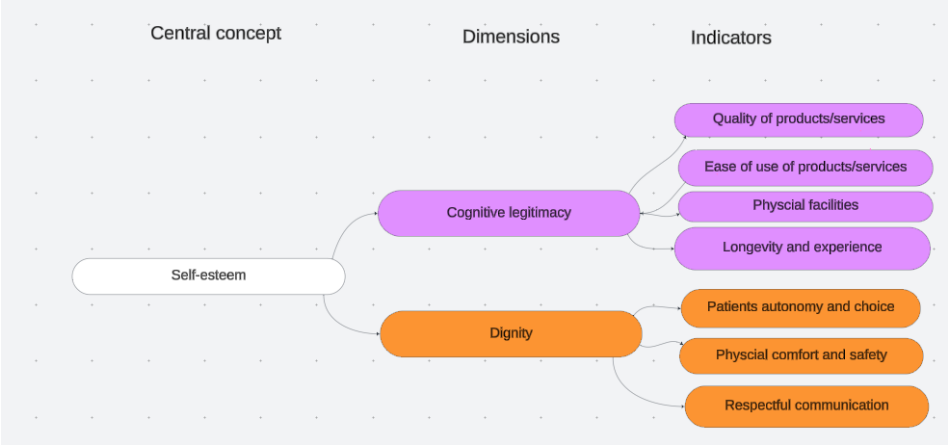 Central concept
Dimensions
Indicators
Quality of products/services
Ease of use of products/services
Physcial facilities
Cognitive legitimacy
Longevity and experience
Self-esteem
Patients autonomy and choice
Dignity
Physcial comfort and safety
Respectful communication